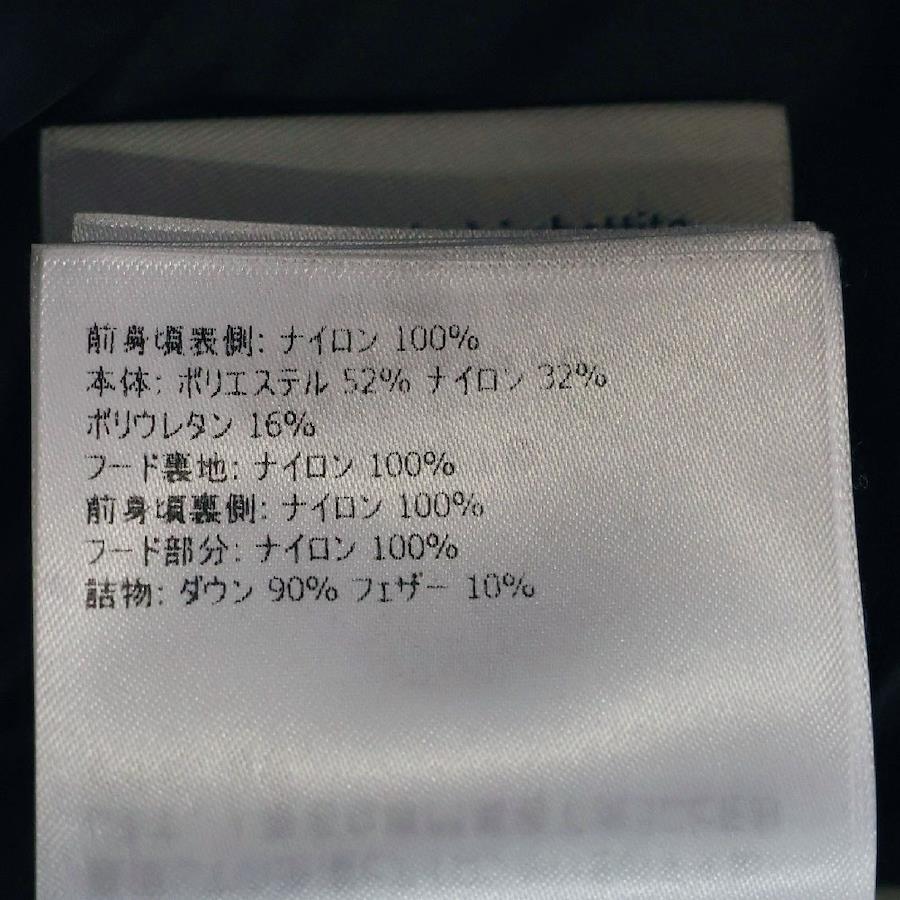 前身頃表側: ナイロン 100%
本体: ポリエステル 52% ナイロン 32%
ポリウレタン 16%
フード裏地: ナイロン 100%
前身頃裏側: ナイロン 100%
フード部分: ナイロン 100%
詰物: ダウン 90% フェザー 10%